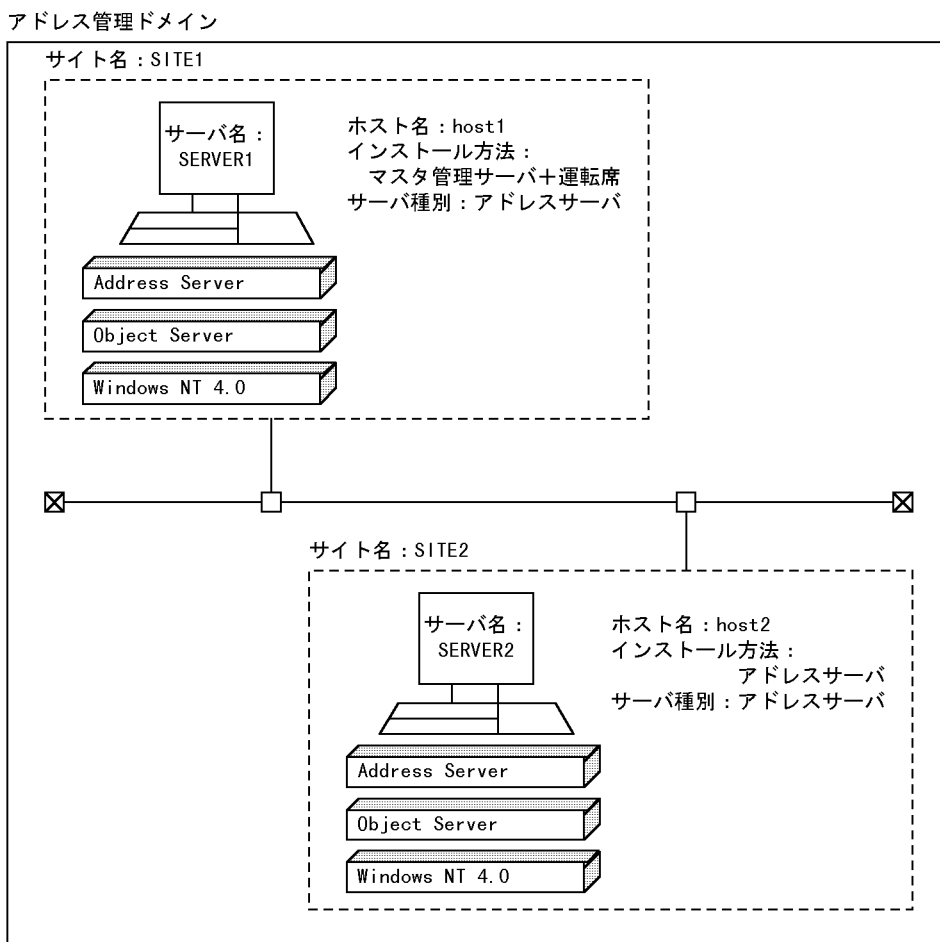 アドレス管理ドメイン
サイト名：SITE1
サーバ名：
SERVER1
ホスト名：host1
インストール方法：
マスタ管理サーバ＋運転席
サーバ種別：アドレスサーバ
Address Server
Object Server
Windows NT 4.0
サイト名：SITE2
サーバ名：
SERVER2
ホスト名：host2
インストール方法：
アドレスサーバ
サーバ種別：アドレスサーバ
Address Server
Object Server
Windows NT 4.0